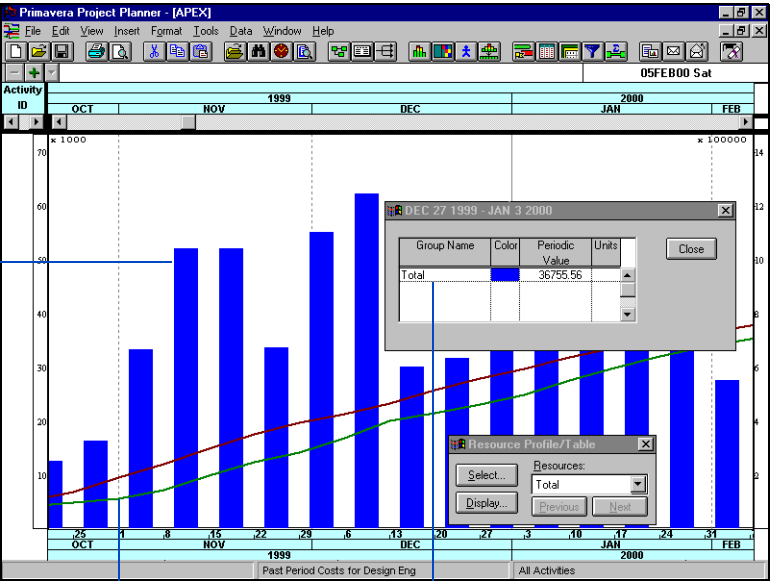 Primavera Project Planner - [APEX]
File Edit View Insert Format Tools Data Window Help
05FEB00 Sat
Activity
ID
1999 2000
OCT NOV DEC JAN FEB
x 1000 x 100000
70 14
60 12
50 10
40 8
30 6
20 4
10 2
DEC 27 1999 - JAN 3 2000
Group Name Color Periodic Value Units
Total 36755.56
Close
Resource Profile/Table
Select...
Resources:
Total
Display...
Previous Next
25 1 8 15 22 29 6 13 20 27 3 10 17 24 31
OCT NOV DEC JAN FEB
1999 2000
Past Period Costs for Design Eng All Activities